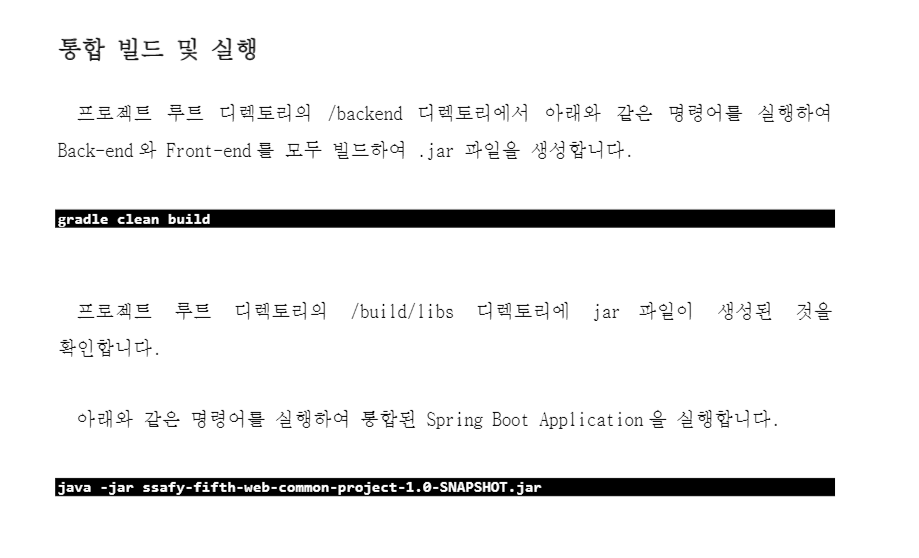 통합 빌드 및 실행
프로젝트 루트 디렉토리의 /backend 디렉토리에서 아래와 같은 명령어를 실행하여
Back-end와 Front-end를 모두 빌드하여 .jar 파일을 생성합니다.
gradle clean build
프로젝트 루트 디렉토리의 /build/libs 디렉토리에 jar 파일이 생성된 것을
확인합니다.
아래와 같은 명령어를 실행하여 통합된 Spring Boot Application을 실행합니다.
java -jar ssafy-fifth-web-common-project-1.0-SNAPSHOT.jar